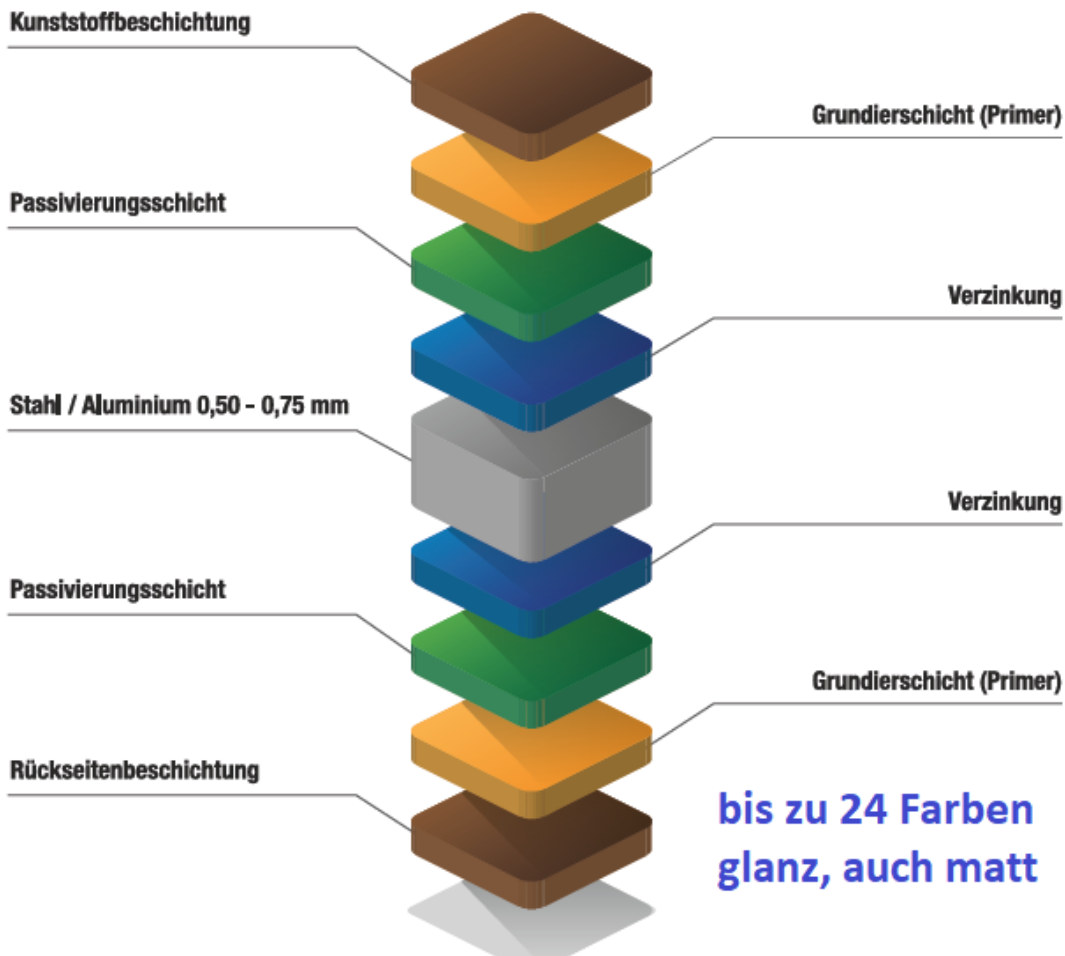 Kunststoffbeschichtung
Grundierschicht (Primer)
Passivierungsschicht
Verzinkung
Stahl / Aluminium 0,50 - 0,75 mm
Verzinkung
Passivierungsschicht
Grundierschicht (Primer)
Rückseitenbeschichtung
bis zu 24 Farben
glanz, auch matt